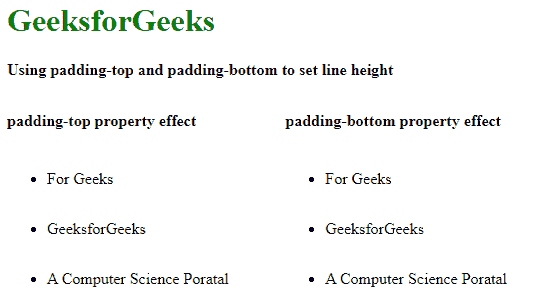 GeeksforGeeks
Using padding-top and padding-bottom to set line height
padding-top property effect
For Geeks
GeeksforGeeks
A Computer Science Poratal
padding-bottom property effect
For Geeks
GeeksforGeeks
A Computer Science Poratal